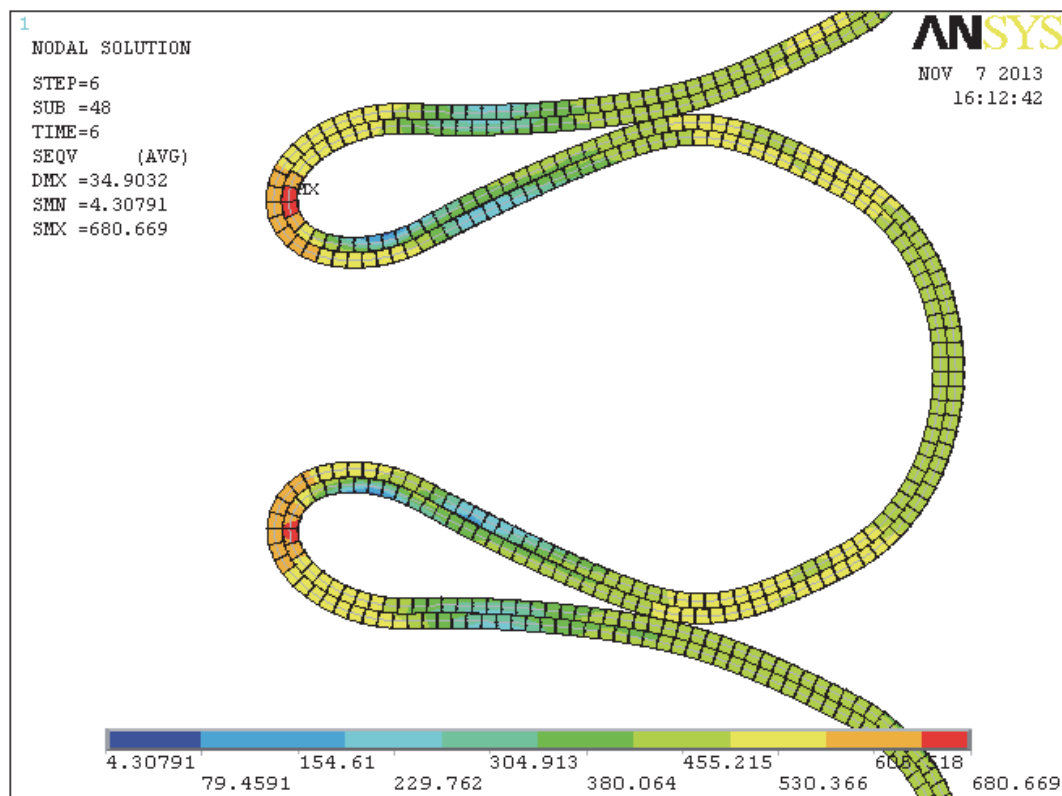 1
NODAL SOLUTION
STEP=6
SUB =48
TIME=6
SEQV (AVG)
DMX =34.9032
SMN =4.30791
SMX =680.669
ANSYS
NOV 7 2013
16:12:42
MX
4.30791 154.61 304.913 455.215 605.518
79.4591 229.762 380.064 530.366 680.669